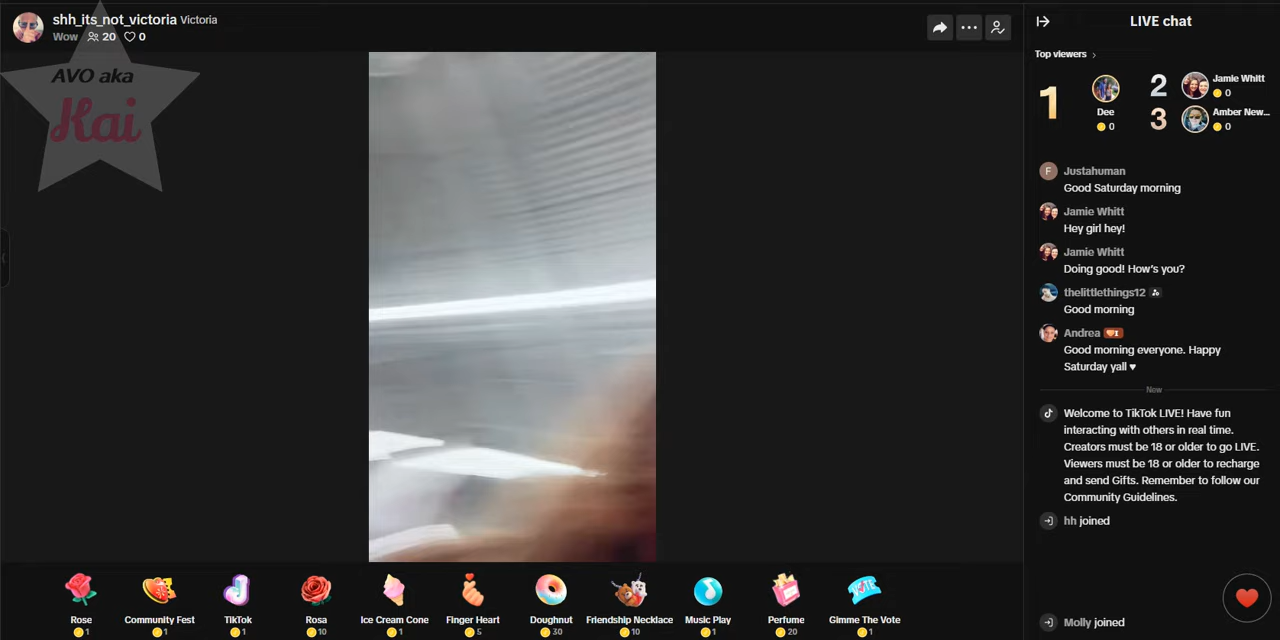 shh_its_not_victoria Victoria
Wow 20 0
AVO aka
Kai
LIVE chat
Top viewers
1
Dee
0
2
Jamie Whitt
0
3
Amber New...
0
F
Justahuman
Good Saturday morning
Jamie Whitt
Hey girl hey!
Jamie Whitt
Doing good! How's you?
thelittlethings12
Good morning
Andrea I
Good morning everyone. Happy
Saturday yall ♥
New
Welcome to TikTok LIVE! Have fun
interacting with others in real time.
Creators must be 18 or older to go LIVE.
Viewers must be 18 or older to recharge
and send Gifts. Remember to follow our
Community Guidelines.
hh joined
Molly joined
VOTE
Rose
1
Community Fest
1
TikTok
1
Rosa
10
Ice Cream Cone
1
Finger Heart
5
Doughnut
30
Friendship Necklace
10
Music Play
1
Perfume
20
Gimme The Vote
1